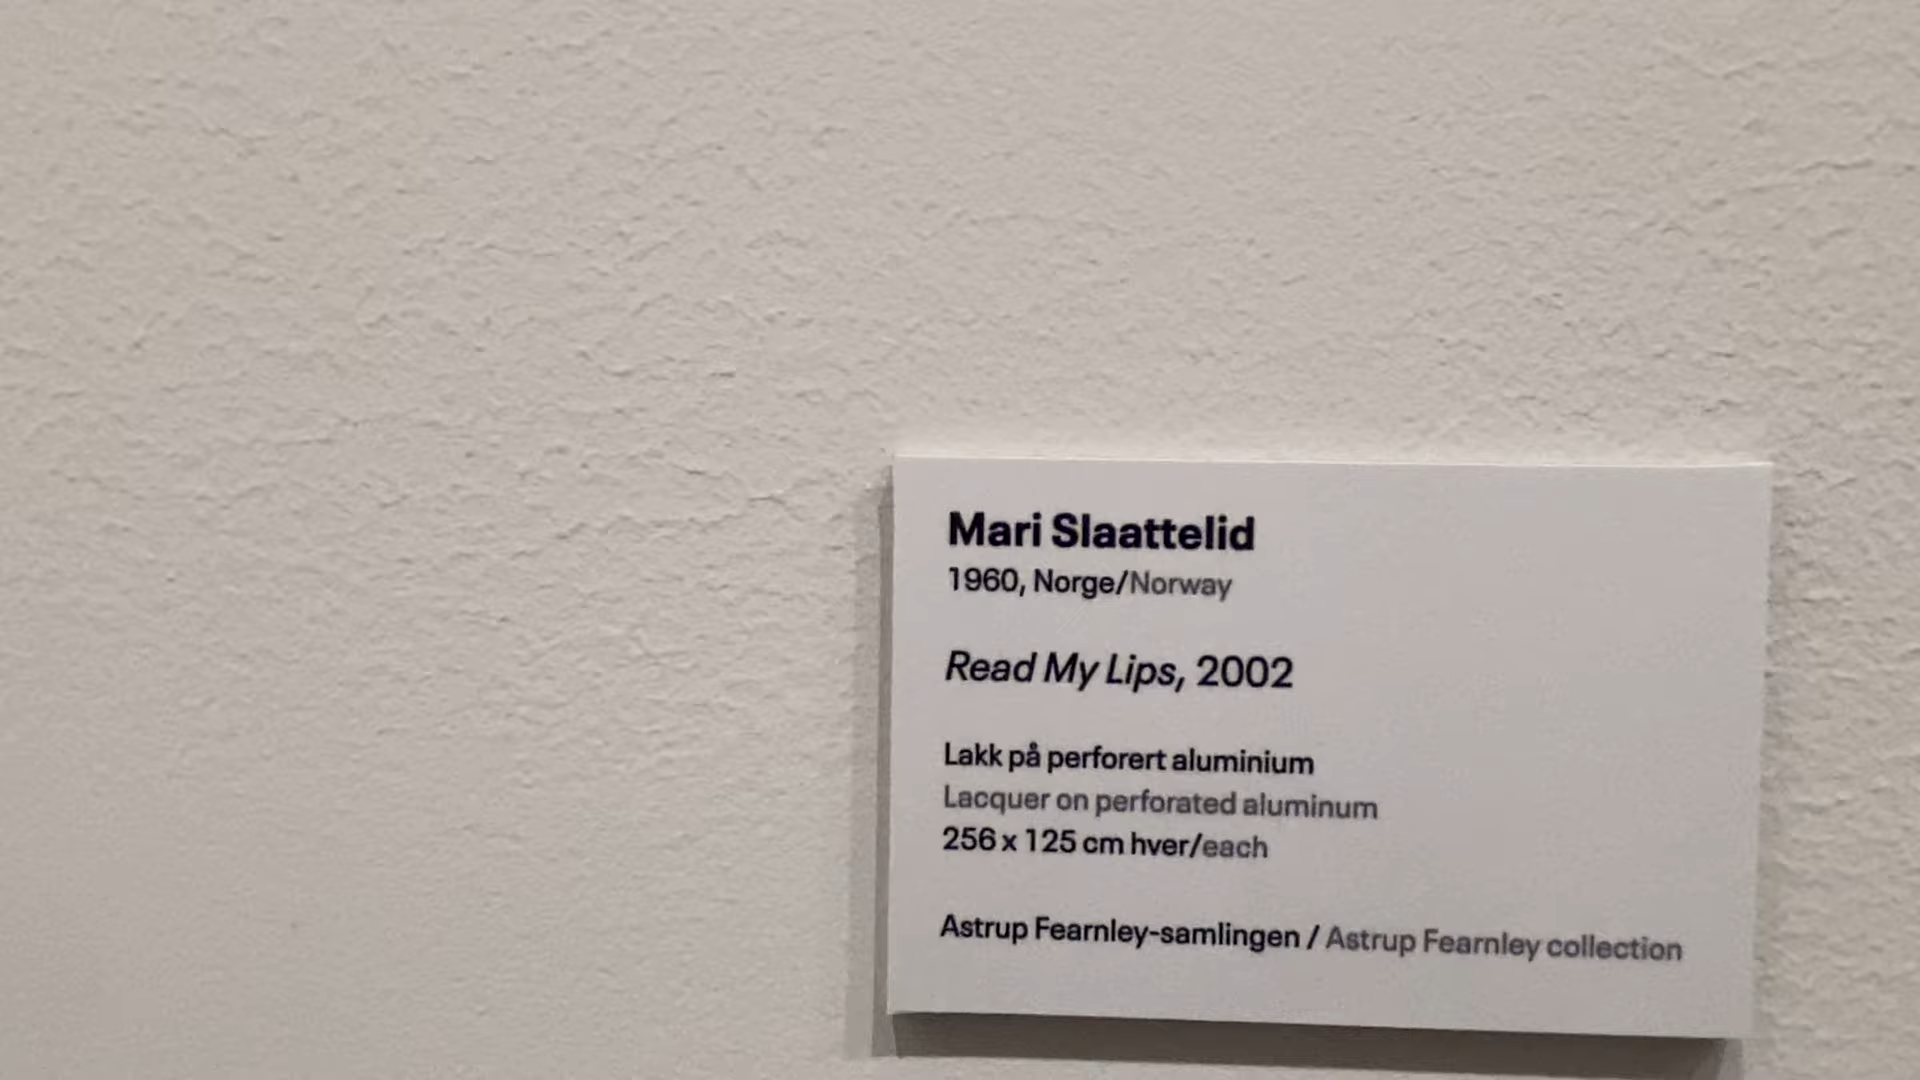 Mari Slaattelid
1960, Norge/Norway
Read My Lips, 2002
Lakk på perforert aluminium
Lacquer on perforated aluminum
256 x 125 cm hver/each
Astrup Fearnley-samlingen / Astrup Fearnley collection